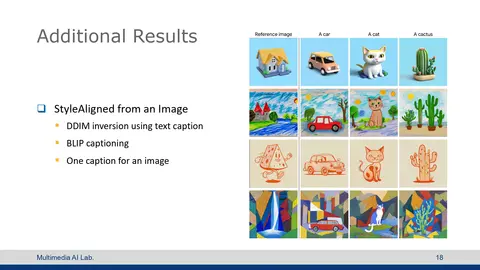 Additional Results
Reference image
A car
A cat
A cactus
StyleAligned from an Image
DDIM inversion using text caption
BLIP captioning
One caption for an image
Multimedia AI Lab.
18